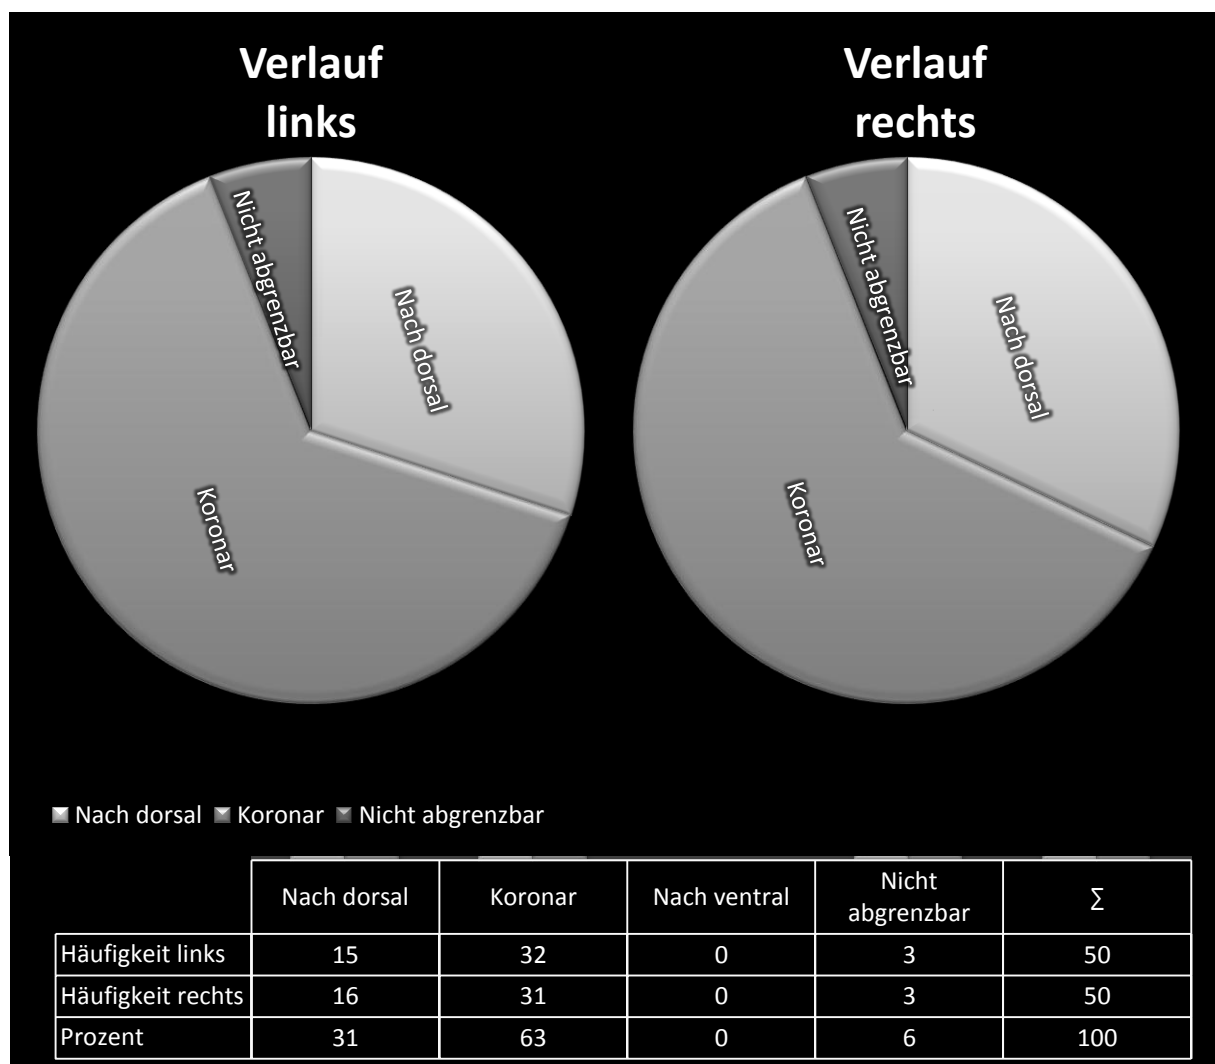 Verlauf
links
Verlauf
rechts
Nicht abgrenzbar
Nach dorsal
Koronar
Nicht abgrenzbar
Nach dorsal
Koronar
Nach dorsal Koronar Nicht abgrenzbar
Nach dorsal Koronar Nach ventral Nicht abgrenzbar ∑
Häufigkeit links 15 32 0 3 50
Häufigkeit rechts 16 31 0 3 50
Prozent 31 63 0 6 100